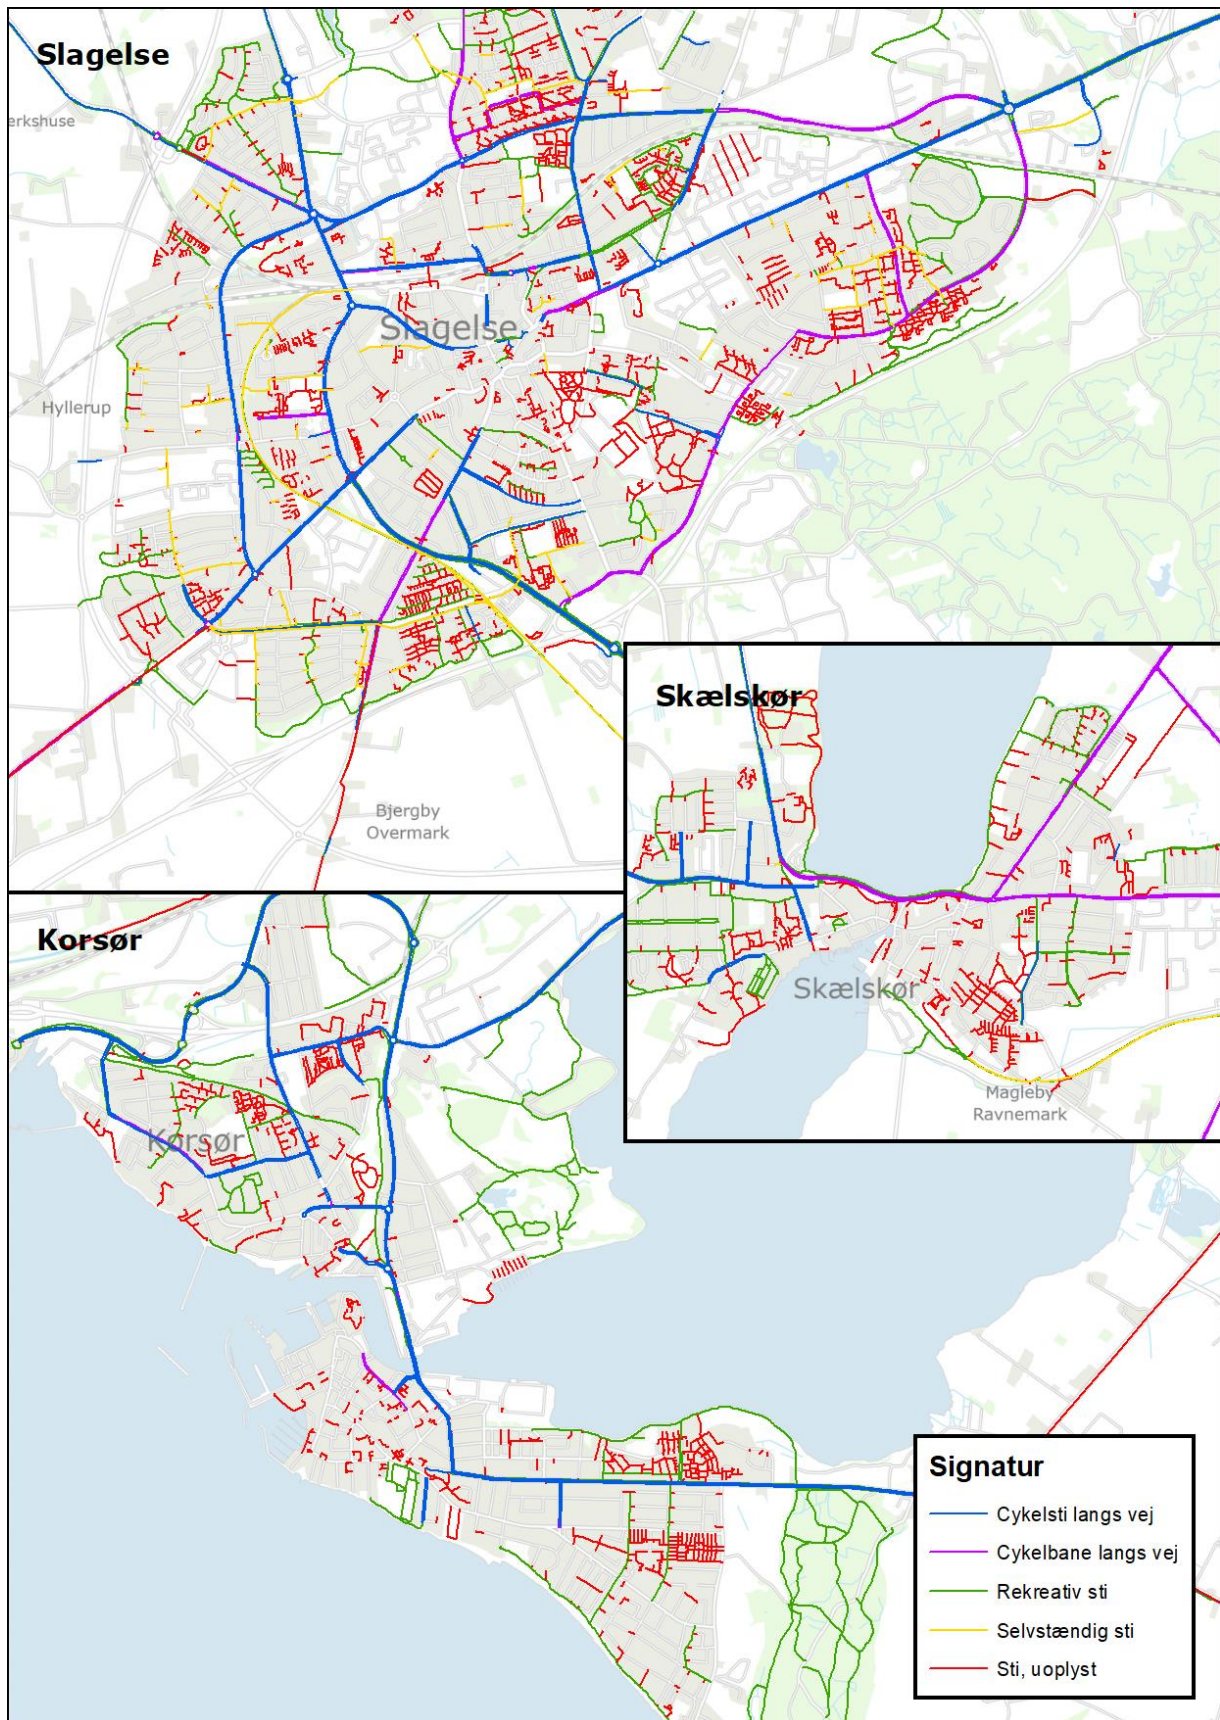 Slagelse
erkshuse
Slagelse
Hyllerup
Bjergby
Overmark
Skælskør
Skælskør
Magleby
Ravnemark
Korsør
Korsør
Signatur
Cykelsti langs vej
Cykelbane langs vej
Rekreativ sti
Selvstændig sti
Sti, uoplyst